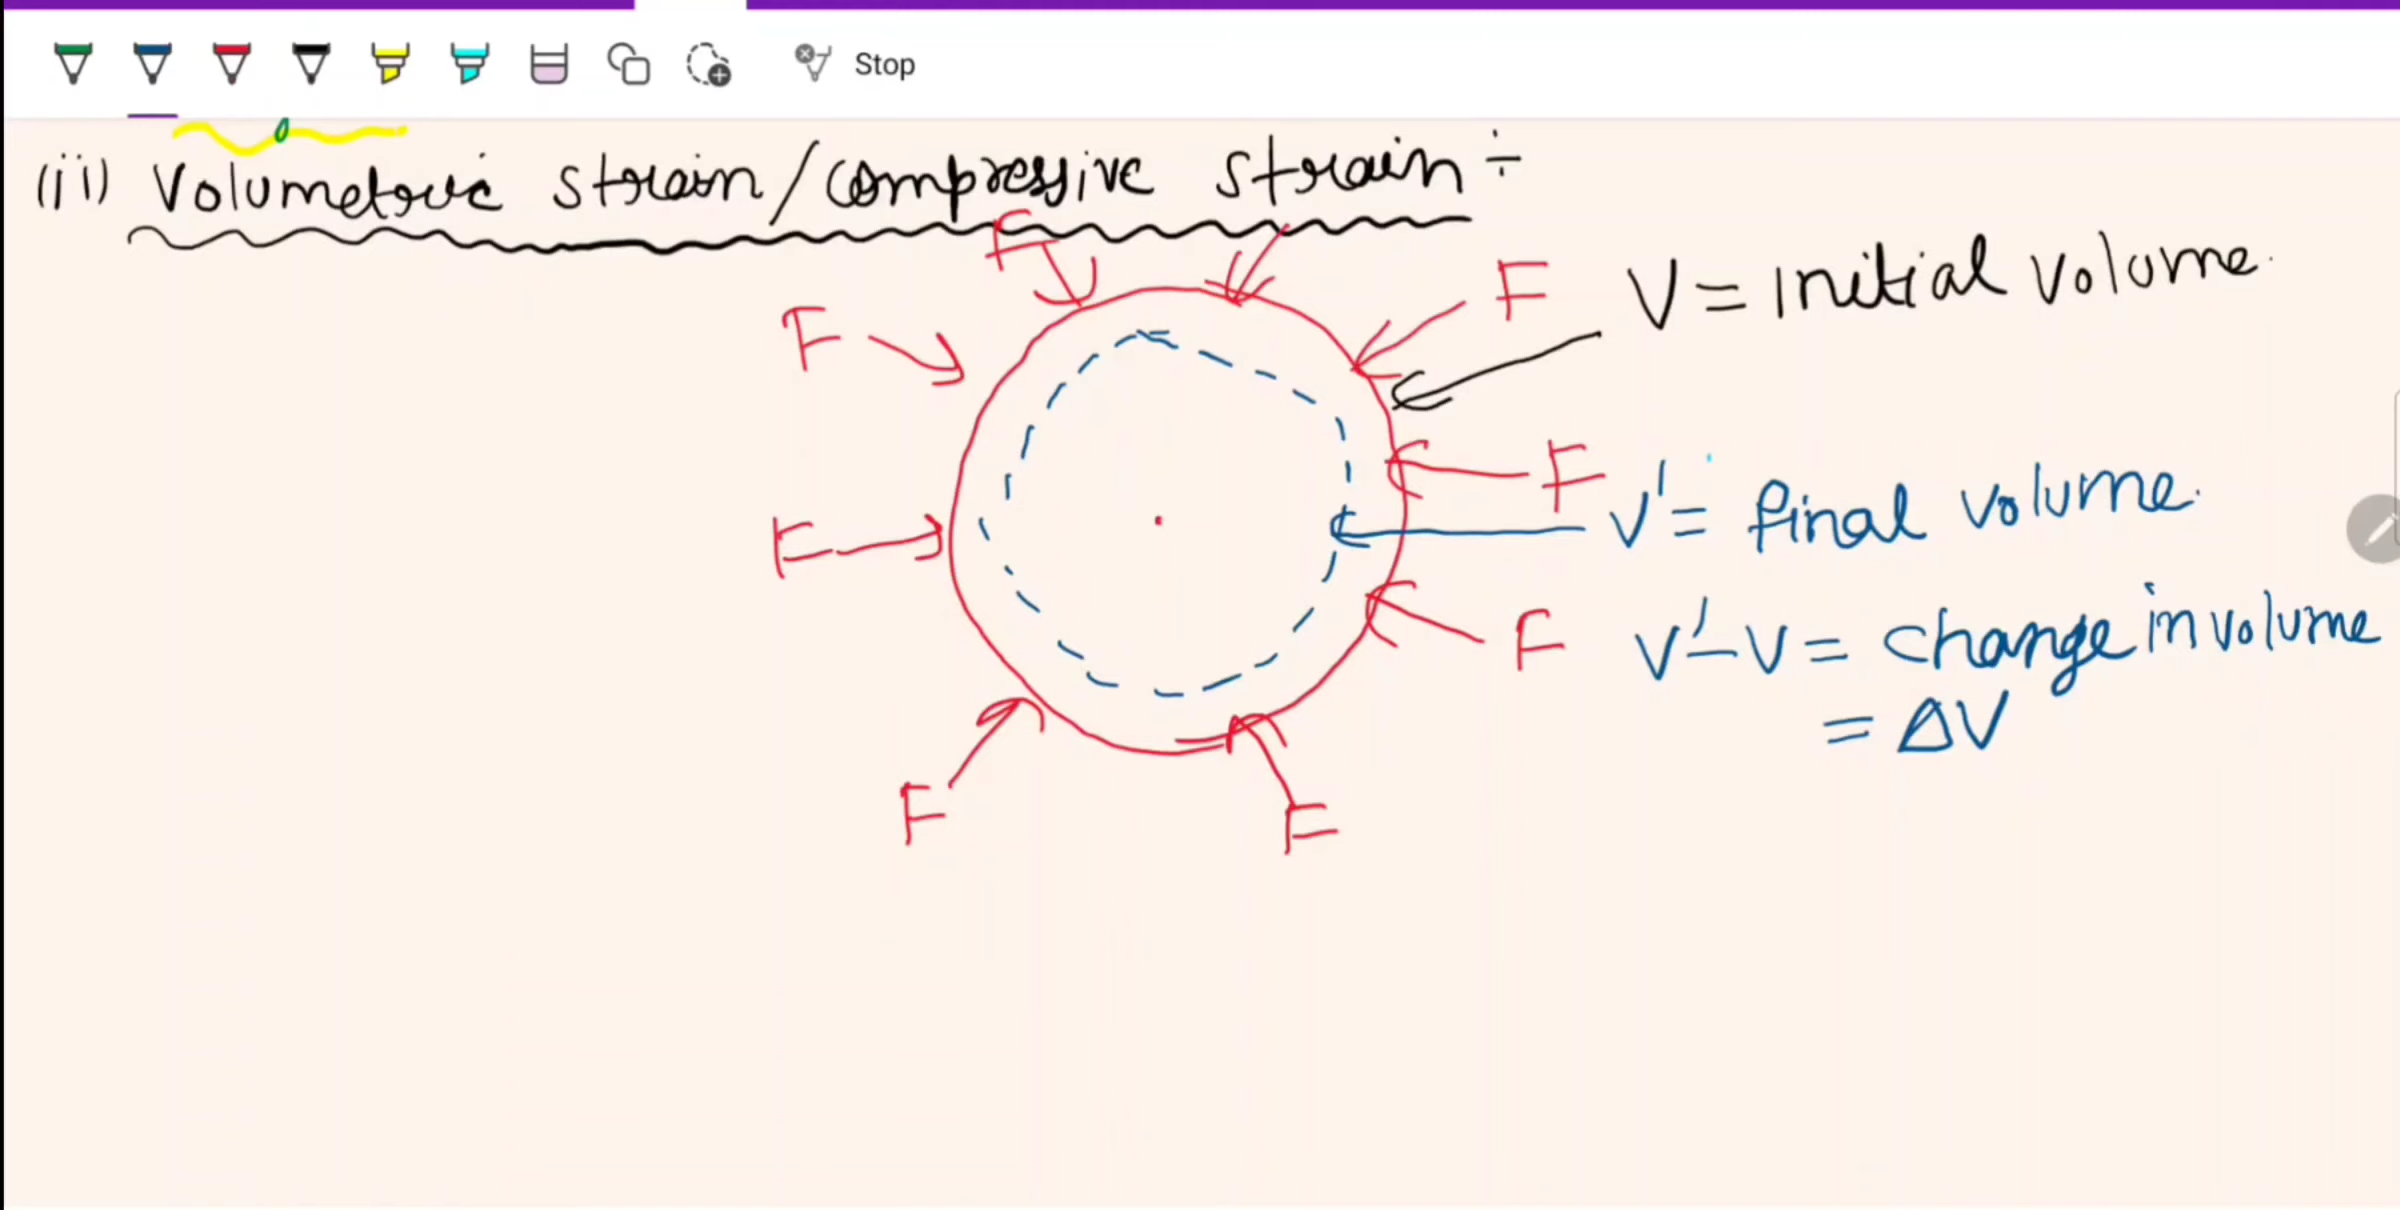 Stop
(ii) Volumetric strain/compressive strain ÷
F
F
F
V = initial volume.
F
V' = final volume.
F
F
V' - V = change in volume
= ΔV
F
F